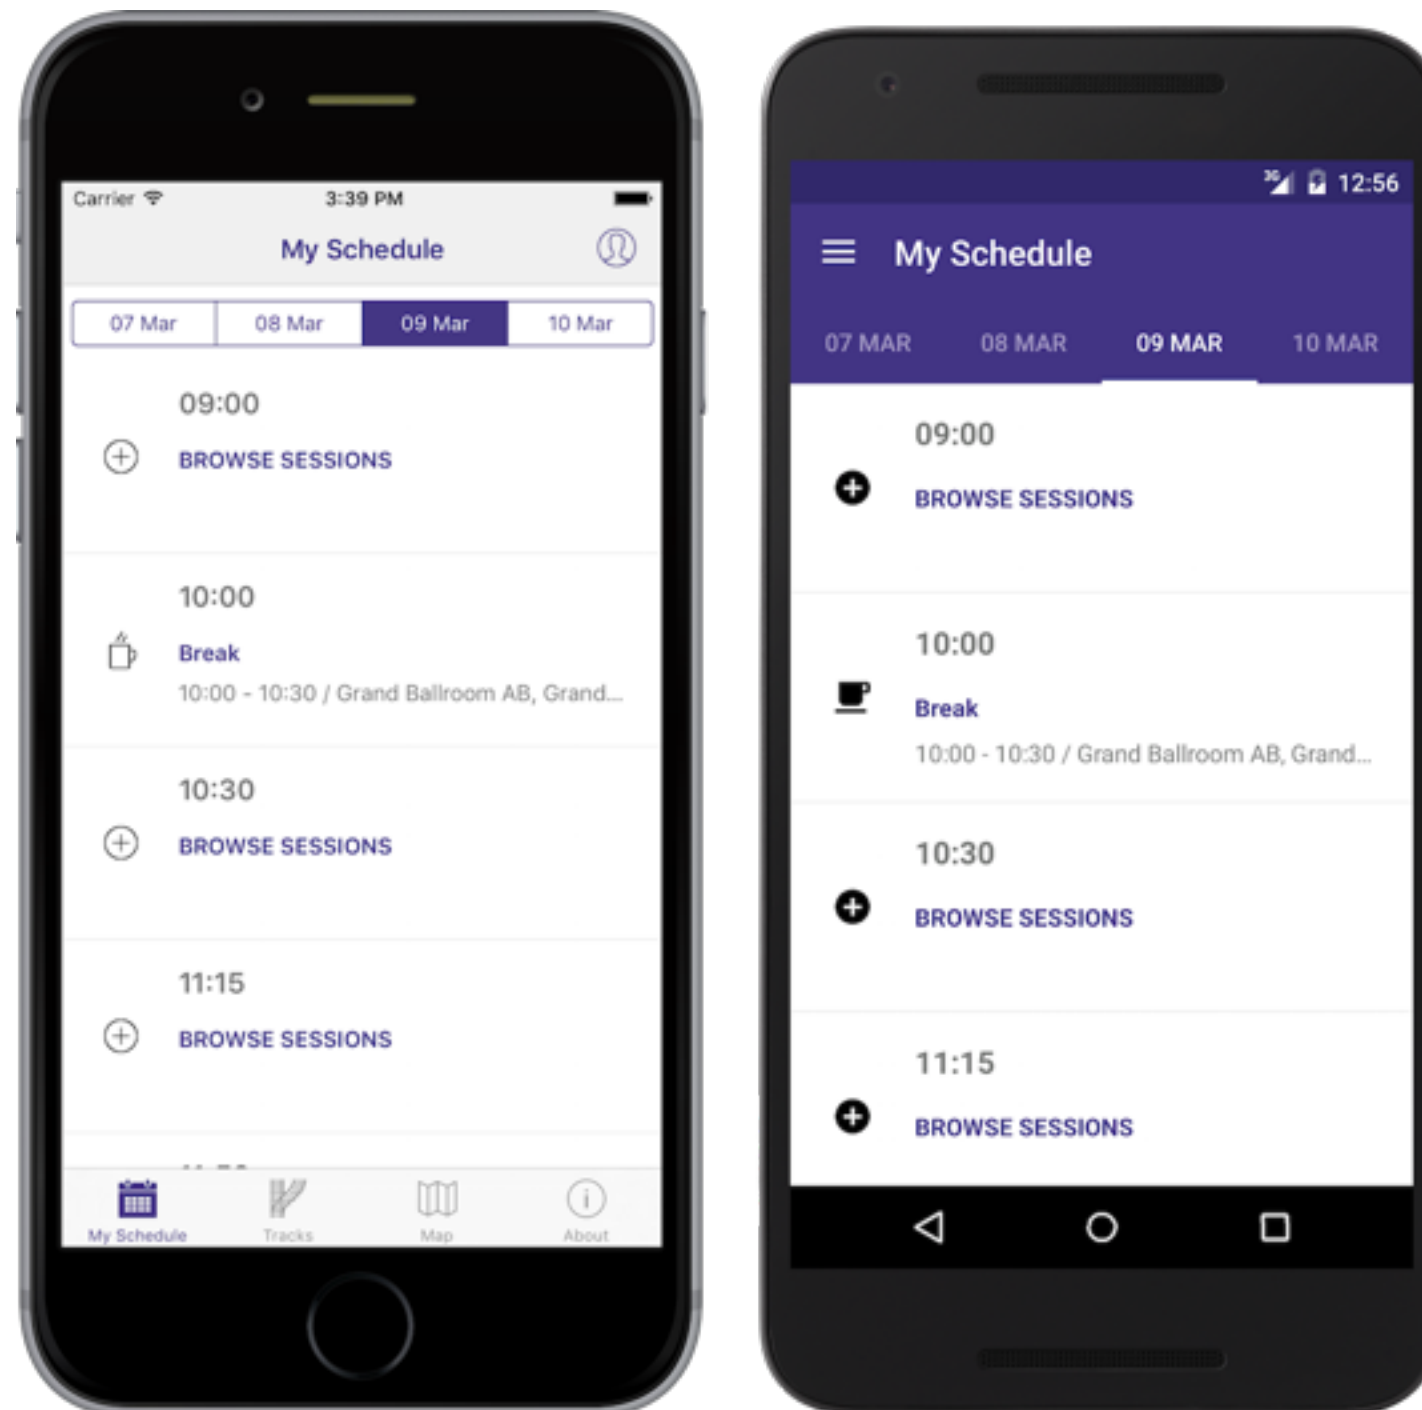 Carrier 3:39 PM
My Schedule
07 Mar 08 Mar 09 Mar 10 Mar
09:00
BROWSE SESSIONS
10:00
Break
10:00 - 10:30 / Grand Ballroom AB, Grand...
10:30
BROWSE SESSIONS
11:15
BROWSE SESSIONS
My Schedule Tracks Map About
3G 12:56
My Schedule
07 MAR 08 MAR 09 MAR 10 MAR
09:00
BROWSE SESSIONS
10:00
Break
10:00 - 10:30 / Grand Ballroom AB, Grand...
10:30
BROWSE SESSIONS
11:15
BROWSE SESSIONS